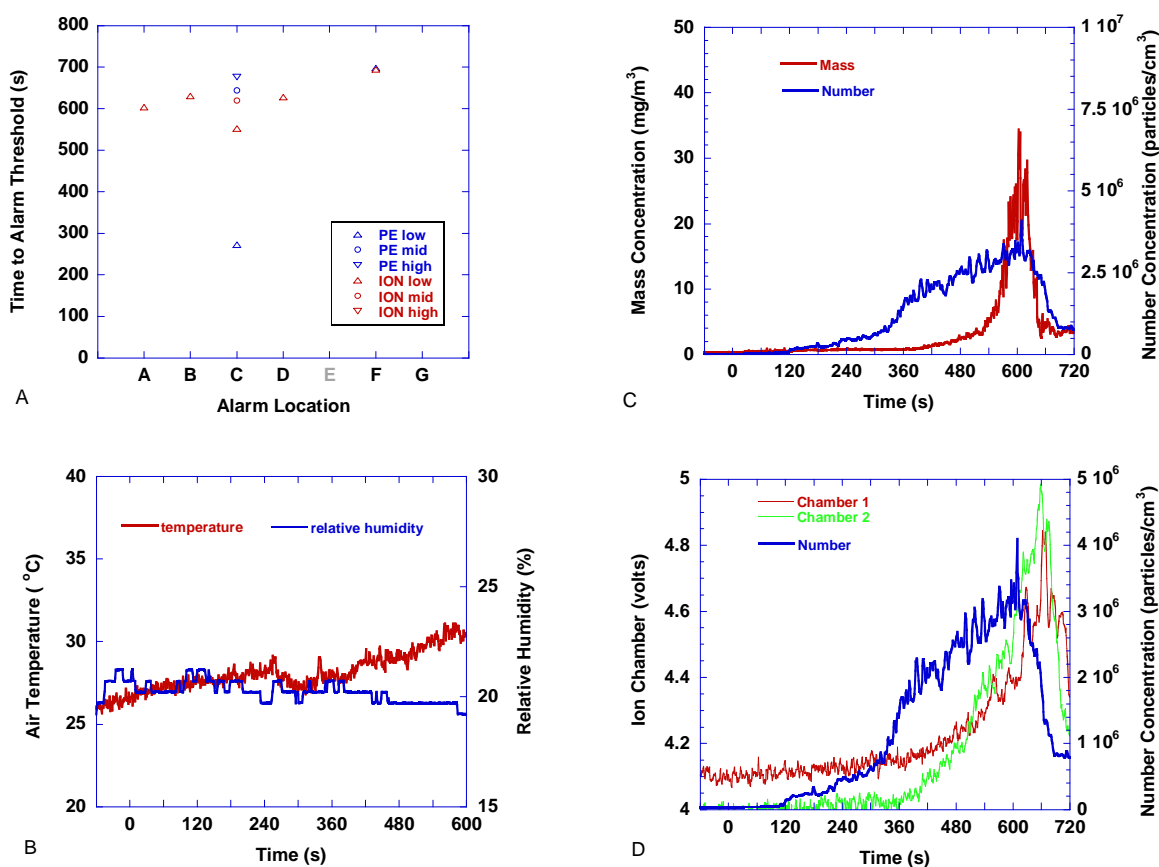 800
700
600
500
400
300
200
100
0
Time to Alarm Threshold (s)
PE low
PE mid
PE high
ION low
ION mid
ION high
A B C D E F G
Alarm Location
A
50
40
30
20
10
0
Mass Concentration (mg/m³)
Mass
Number
1 10⁷
7.5 10⁶
5 10⁶
2.5 10⁶
0
Number Concentration (particles/cm³)
0 120 240 360 480 600 720
Time (s)
C
40
35
30
25
20
Air Temperature ( °C)
temperature
relative humidity
30
25
20
15
Relative Humidity (%)
0 120 240 360 480 600
Time (s)
B
5
4.8
4.6
4.4
4.2
4
Ion Chamber (volts)
Chamber 1
Chamber 2
Number
5 10⁶
4 10⁶
3 10⁶
2 10⁶
1 10⁶
0
Number Concentration (particles/cm³)
0 120 240 360 480 600 720
Time (s)
D